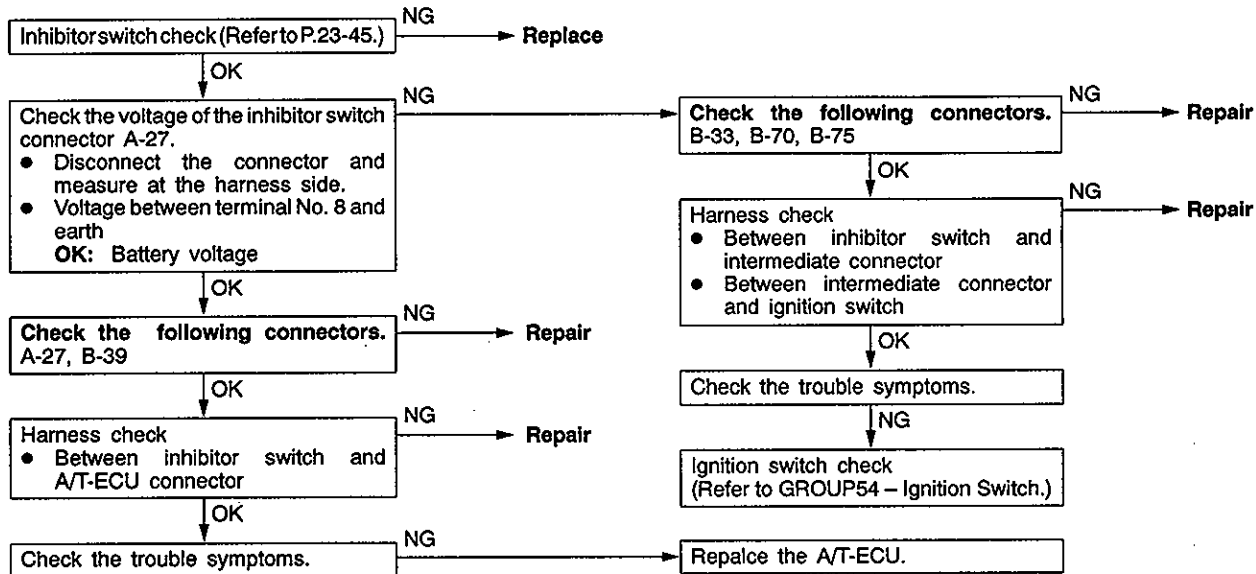 Inhibitor switch check (Refer to P.23-45.)
NG
Replace
OK
Check the voltage of the inhibitor switch
connector A-27.
● Disconnect the connector and
measure at the harness side.
● Voltage between terminal No. 8 and
earth
OK: Battery voltage
NG
OK
Check the following connectors.
A-27, B-39
NG
Repair
OK
Harness check
● Between inhibitor switch and
A/T-ECU connector
NG
Repair
OK
Check the trouble symptoms.
NG
Check the following connectors.
B-33, B-70, B-75
NG
Repair
OK
Harness check
● Between inhibitor switch and
intermediate connector
● Between intermediate connector
and ignition switch
NG
Repair
OK
Check the trouble symptoms.
NG
Ignition switch check
(Refer to GROUP54 – Ignition Switch.)
Repalce the A/T-ECU.